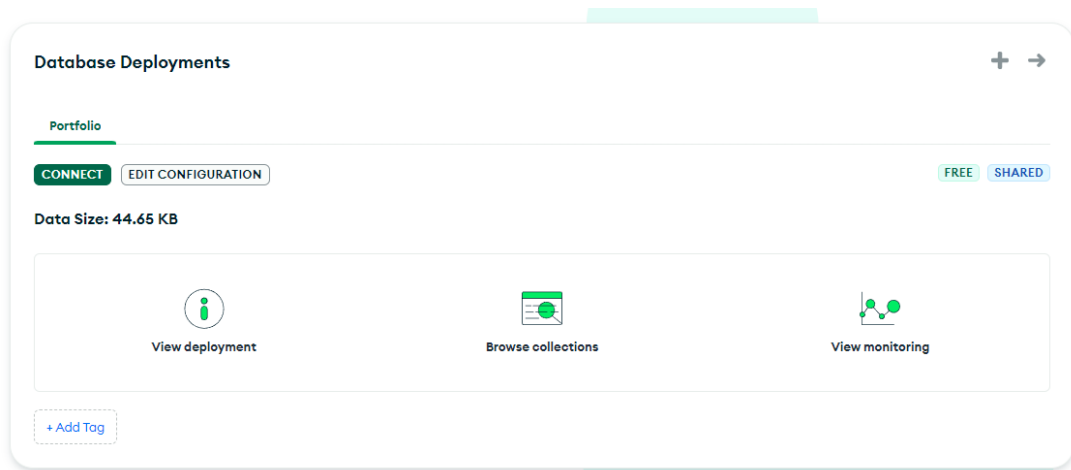 Database Deployments
Portfolio
CONNECT EDIT CONFIGURATION FREE SHARED
Data Size: 44.65 KB
View deployment Browse collections View monitoring
+ Add Tag